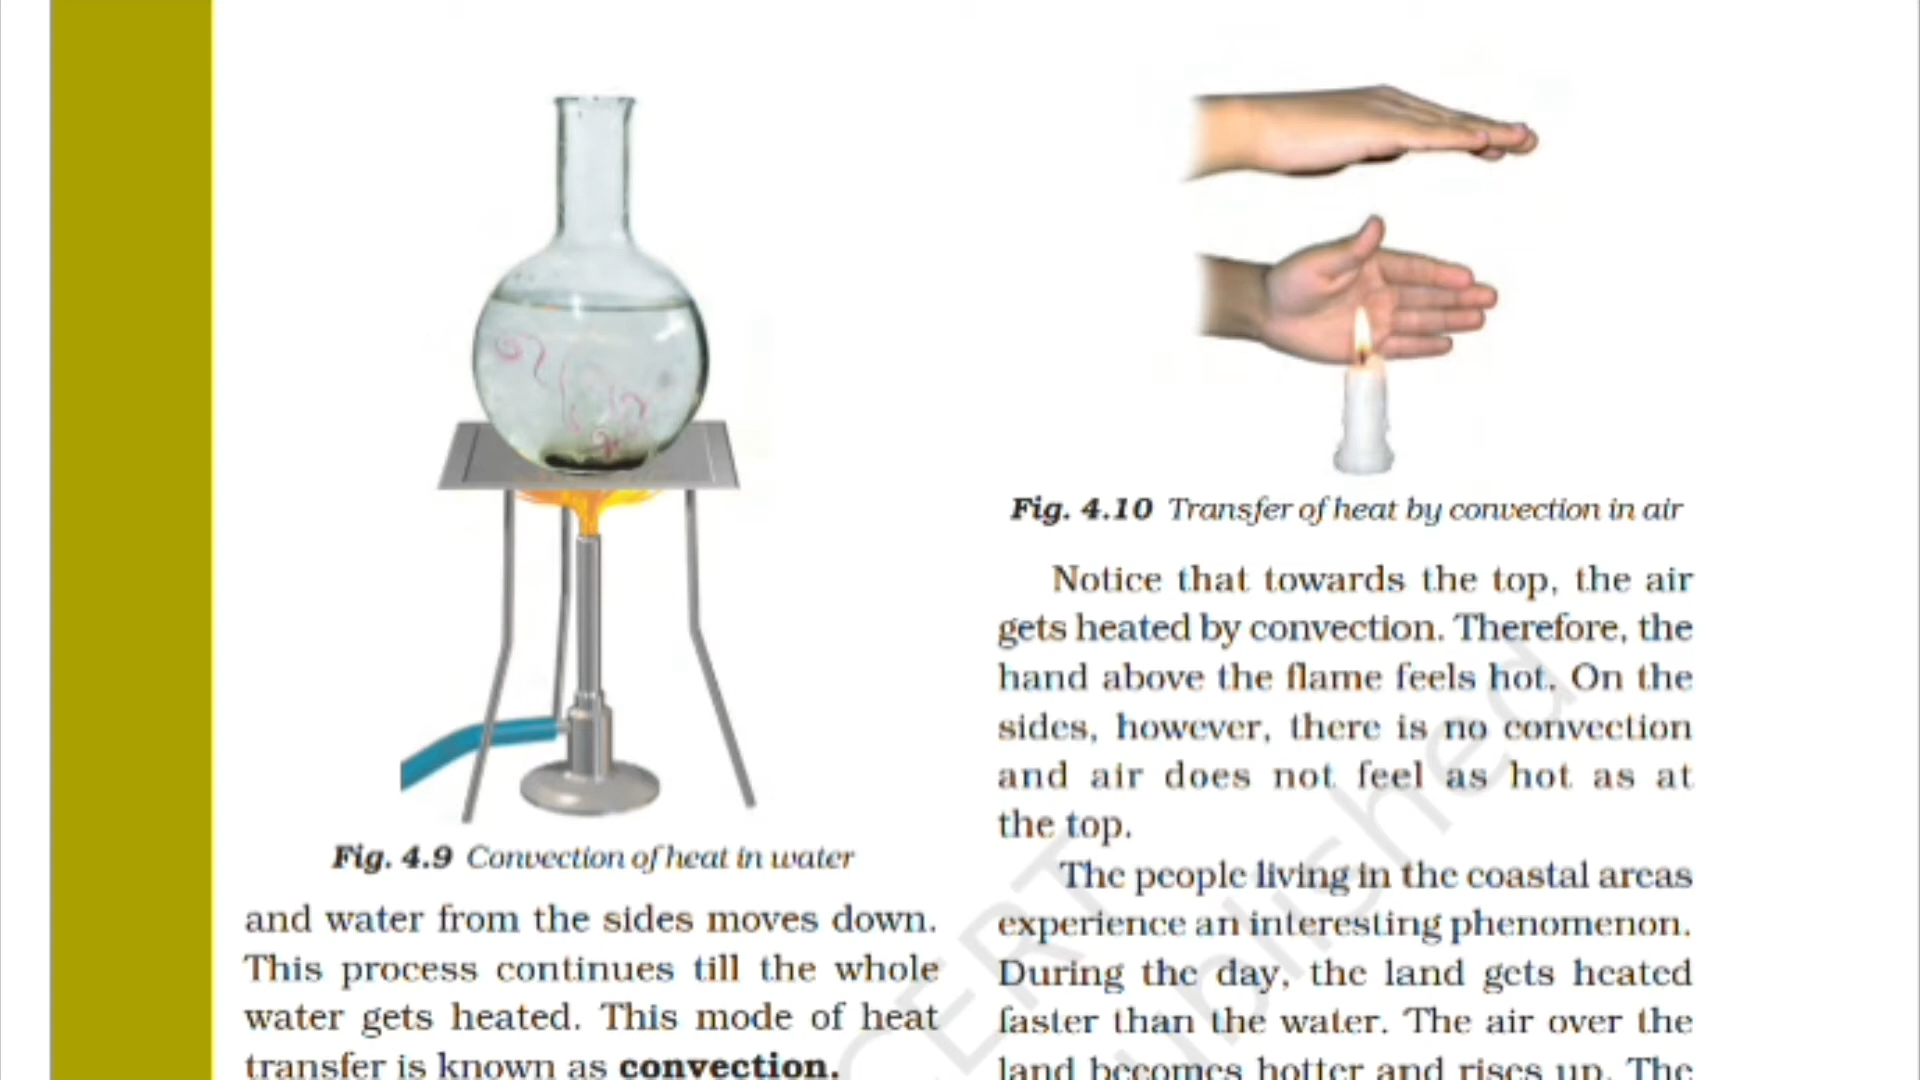 Fig. 4.9 Convection of heat in water
and water from the sides moves down.
This process continues till the whole
water gets heated. This mode of heat
transfer is known as convection.
Fig. 4.10 Transfer of heat by convection in air
Notice that towards the top, the air
gets heated by convection. Therefore, the
hand above the flame feels hot. On the
sides, however, there is no convection
and air does not feel as hot as at
the top.
The people living in the coastal areas
experience an interesting phenomenon.
During the day, the land gets heated
faster than the water. The air over the
land becomes hotter and rises up. The